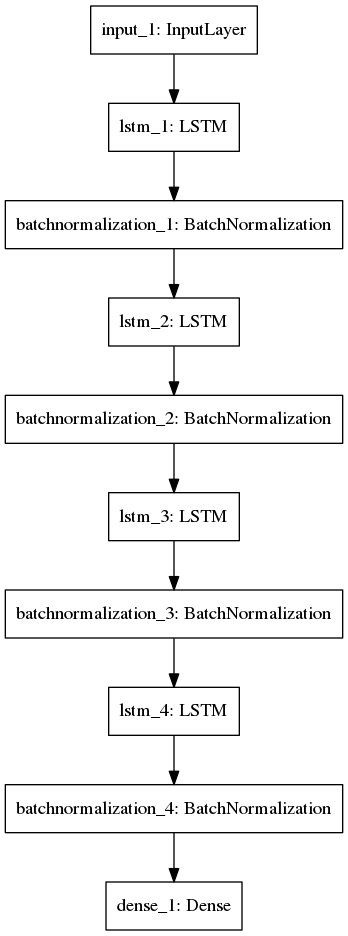 input_1: InputLayer
lstm_1: LSTM
batchnormalization_1: BatchNormalization
lstm_2: LSTM
batchnormalization_2: BatchNormalization
lstm_3: LSTM
batchnormalization_3: BatchNormalization
lstm_4: LSTM
batchnormalization_4: BatchNormalization
dense_1: Dense